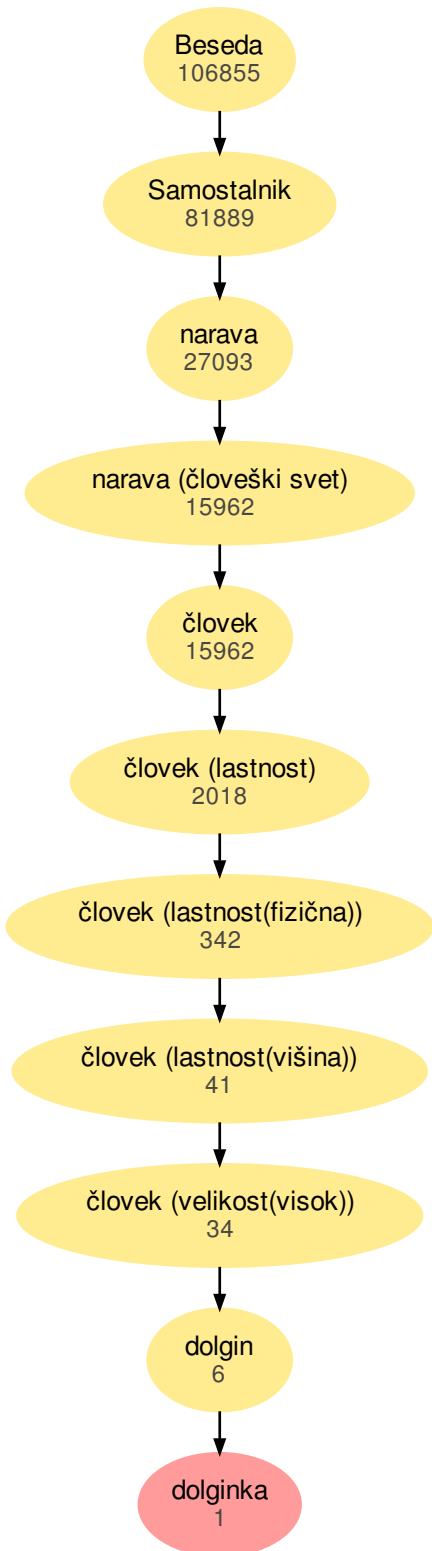 Beseda
106855
Samostalnik
81889
narava
27093
narava (človeški svet)
15962
človek
15962
človek (lastnost)
2018
človek (lastnost(fizična))
342
človek (lastnost(višina))
41
človek (velikost(visok))
34
dolgin
6
dolginka
1